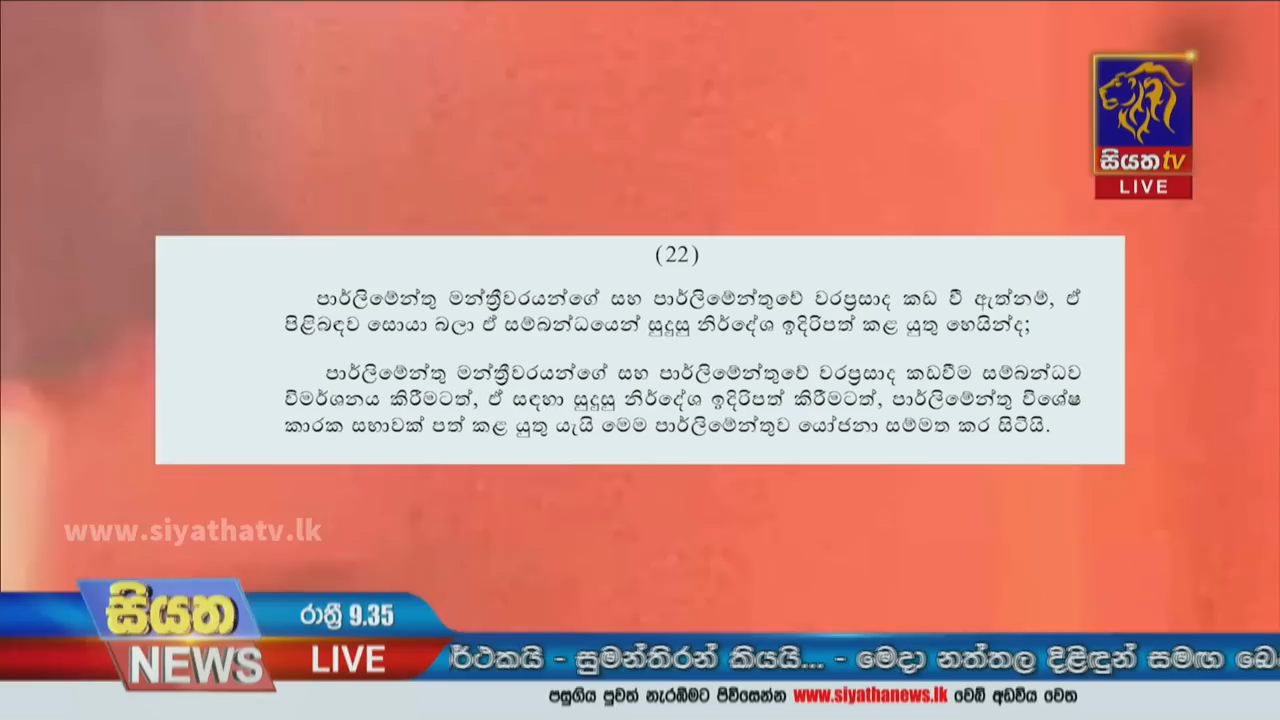 සියත tv
LIVE
(22)
පාර්ලිමේන්තු මන්ත්‍රීවරයන්ගේ සහ පාර්ලිමේන්තුවේ වරප්‍රසාද කඩ වී ඇත්නම්, ඒ
පිළිබඳව සොයා බලා ඒ සම්බන්ධයෙන් සුදුසු නිර්දේශ ඉදිරිපත් කළ යුතු හෙයින්ද;
පාර්ලිමේන්තු මන්ත්‍රීවරයන්ගේ සහ පාර්ලිමේන්තුවේ වරප්‍රසාද කඩවීම සම්බන්ධව
විමර්ශනය කිරීමටත්, ඒ සඳහා සුදුසු නිර්දේශ ඉදිරිපත් කිරීමටත්, පාර්ලිමේන්තු විශේෂ
කාරක සභාවක් පත් කළ යුතු යැයි මෙම පාර්ලිමේන්තුව යෝජනා සම්මත කර සිටියි.
www.siyathatv.lk
සියත
NEWS
රාත්‍රී 9.35
LIVE
- සුමන්තිරන් කියයි... - මෙදා නත්තල දිළිඳුන් සමඟ
පසුගිය පුවත් නැරඹීමට පිවිසෙන්න www.siyathanews.lk වෙබ් අඩවිය වෙත